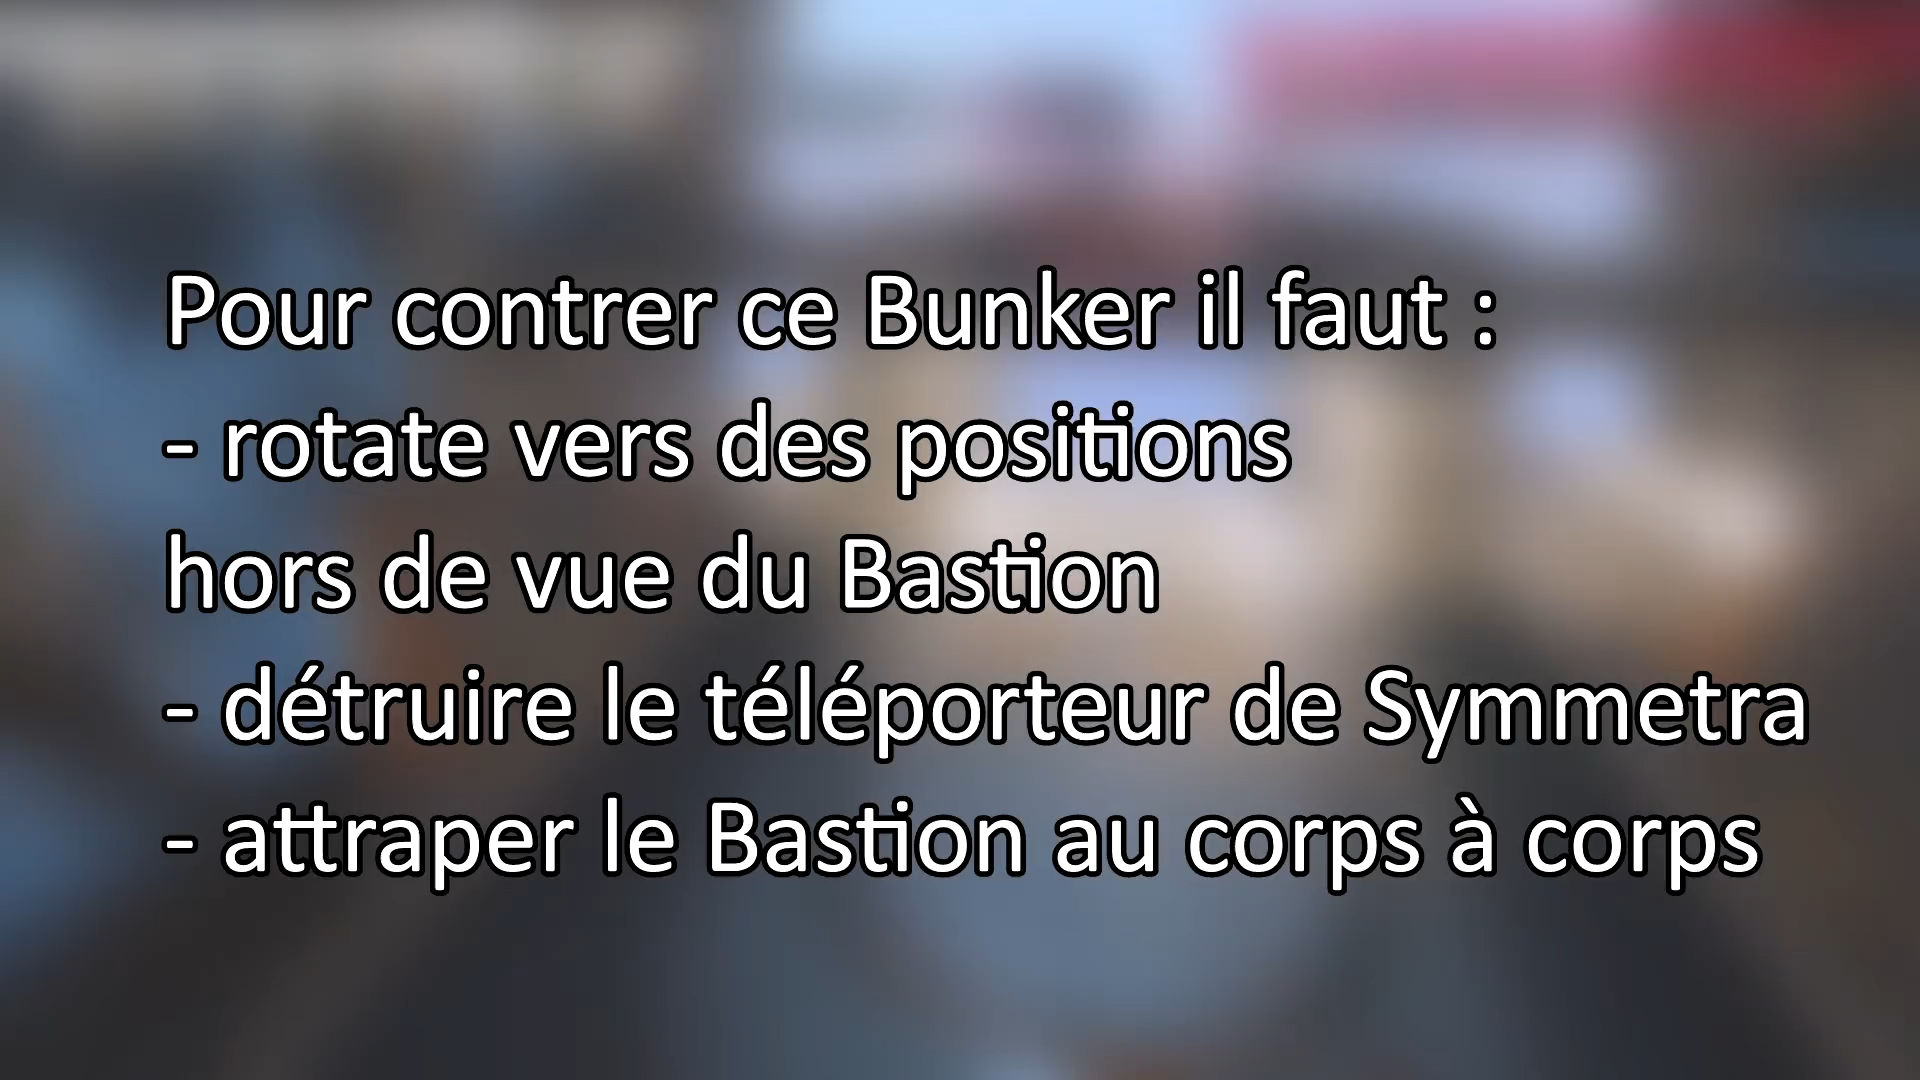 Pour contrer ce Bunker il faut :
- rotate vers des positions
hors de vue du Bastion
- détruire le téléporteur de Symmetra
- attraper le Bastion au corps à corps